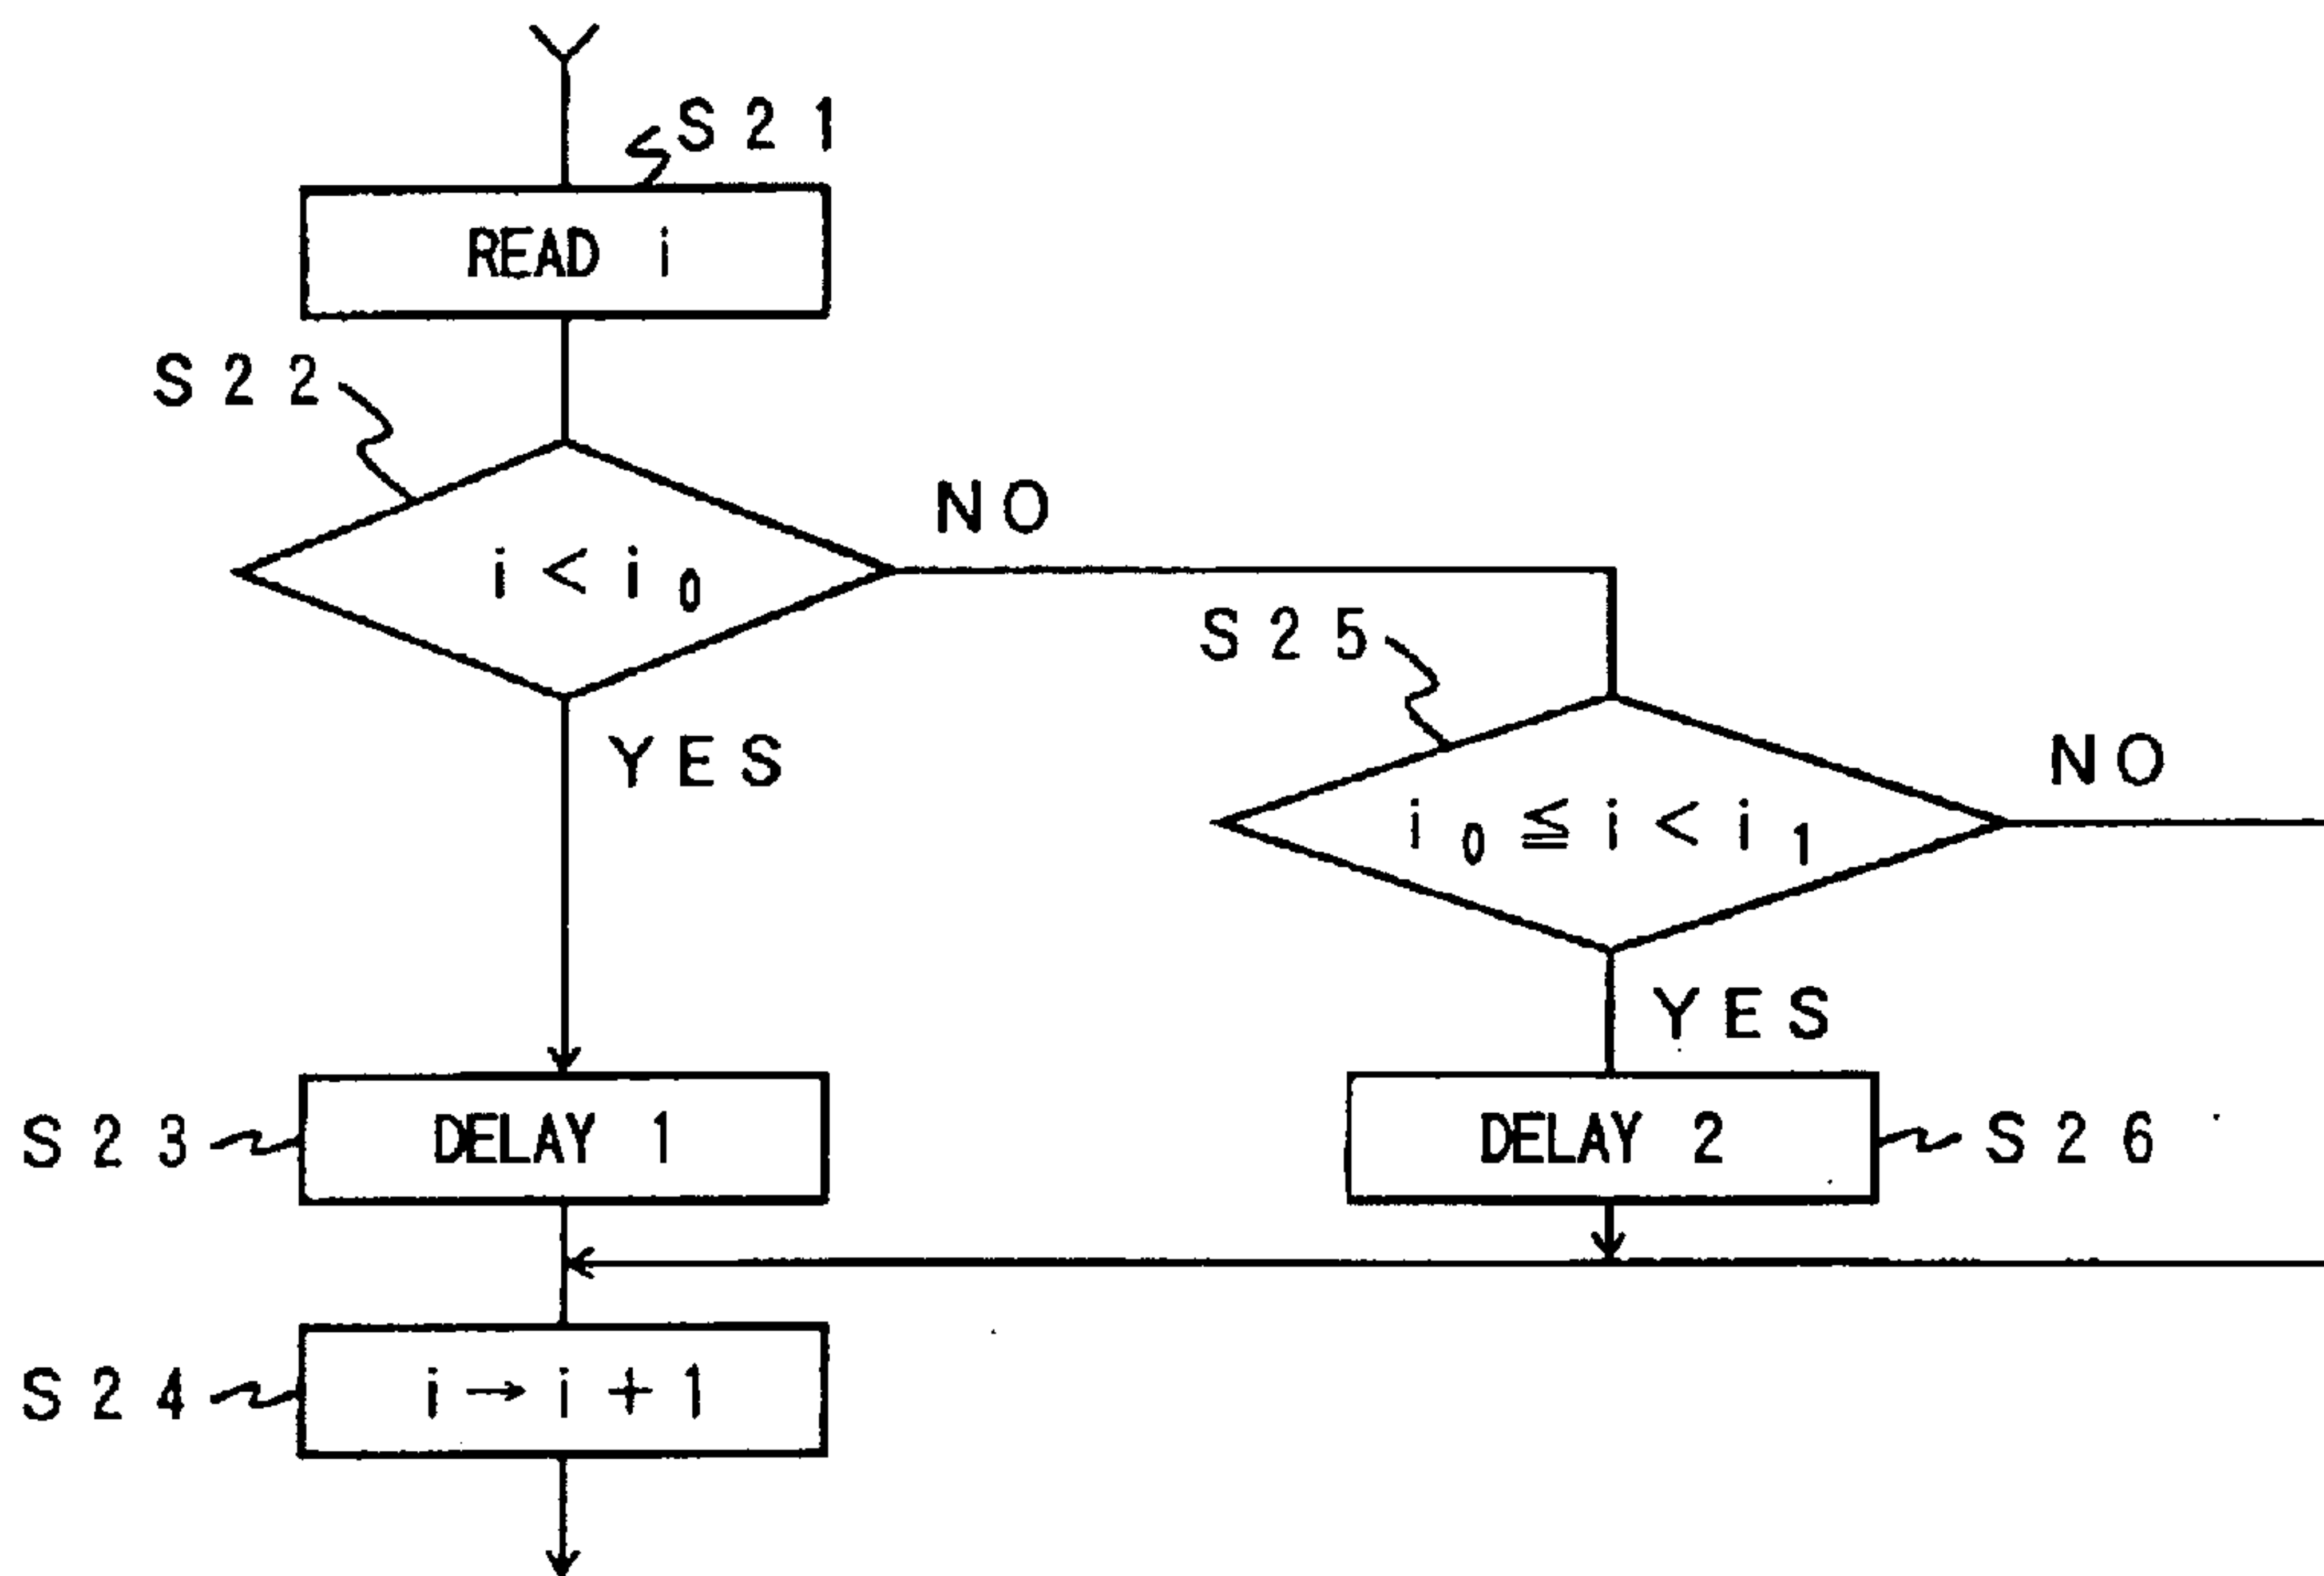 S21
READ i
S22
i < i₀
NO
YES
S25
i₀ ≦ i < i₁
NO
YES
S23
DELAY 1
DELAY 2
S26
S24
i → i + 1